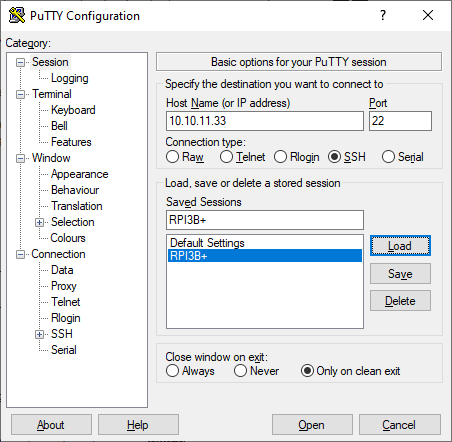 PuTTY Configuration
?
Category:
Session
Logging
Terminal
Keyboard
Bell
Features
Window
Appearance
Behaviour
Translation
Selection
Colours
Connection
Data
Proxy
Telnet
Rlogin
SSH
Serial
Basic options for your PuTTY session
Specify the destination you want to connect to
Host Name (or IP address) Port
10.10.11.33 22
Connection type:
Raw Telnet Rlogin SSH Serial
Load, save or delete a stored session
Saved Sessions
RPI3B+
Default Settings
RPI3B+
Load
Save
Delete
Close window on exit:
Always Never Only on clean exit
About Help Open Cancel